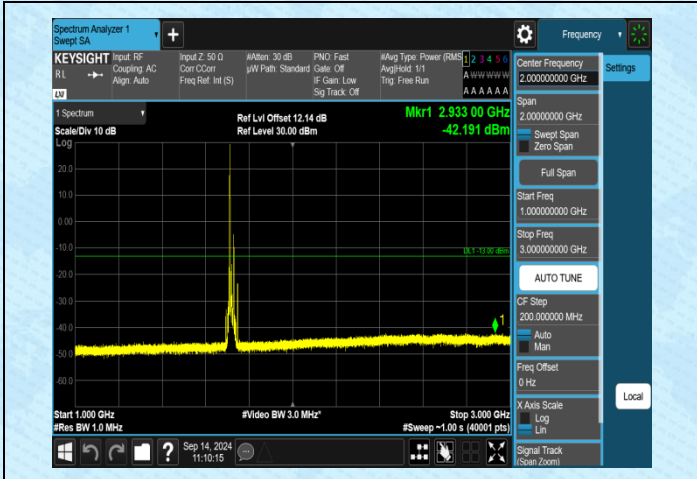 Spectrum Analyzer 1
Swept SA
+
Frequency
KEYSIGHT
RL
LXI
Input: RF
Coupling: AC
Align: Auto
Input Z: 50 Ω
Corr CCorr
Freq Ref: Int (S)
#Atten: 30 dB
µW Path: Standard
PNO: Fast
Gate: Off
IF Gain: Low
Sig Track: Off
#Avg Type: Power (RMS
Avg|Hold: 1/1
Trig: Free Run
1 2 3 4 5 6
A W W W W W
A A A A A A
1 Spectrum
Scale/Div 10 dB
Ref Lvl Offset 12.14 dB
Ref Level 30.00 dBm
Mkr1 2.933 00 GHz
-42.191 dBm
Log
20.0
10.0
0.00
-10.0
DL1 -13.00 dBm
-20.0
-30.0
-40.0
1
-50.0
-60.0
Start 1.000 GHz
#Video BW 3.0 MHz*
Stop 3.000 GHz
#Res BW 1.0 MHz
#Sweep ~1.00 s (40001 pts)
?
Sep 14, 2024
11:10:15
Center Frequency
2.000000000 GHz
Settings
Span
2.00000000 GHz
Swept Span
Zero Span
Full Span
Start Freq
1.000000000 GHz
Stop Freq
3.000000000 GHz
AUTO TUNE
CF Step
200.000000 MHz
Auto
Man
Freq Offset
0 Hz
X Axis Scale
Log
Lin
Local
Signal Track
(Span Zoom)